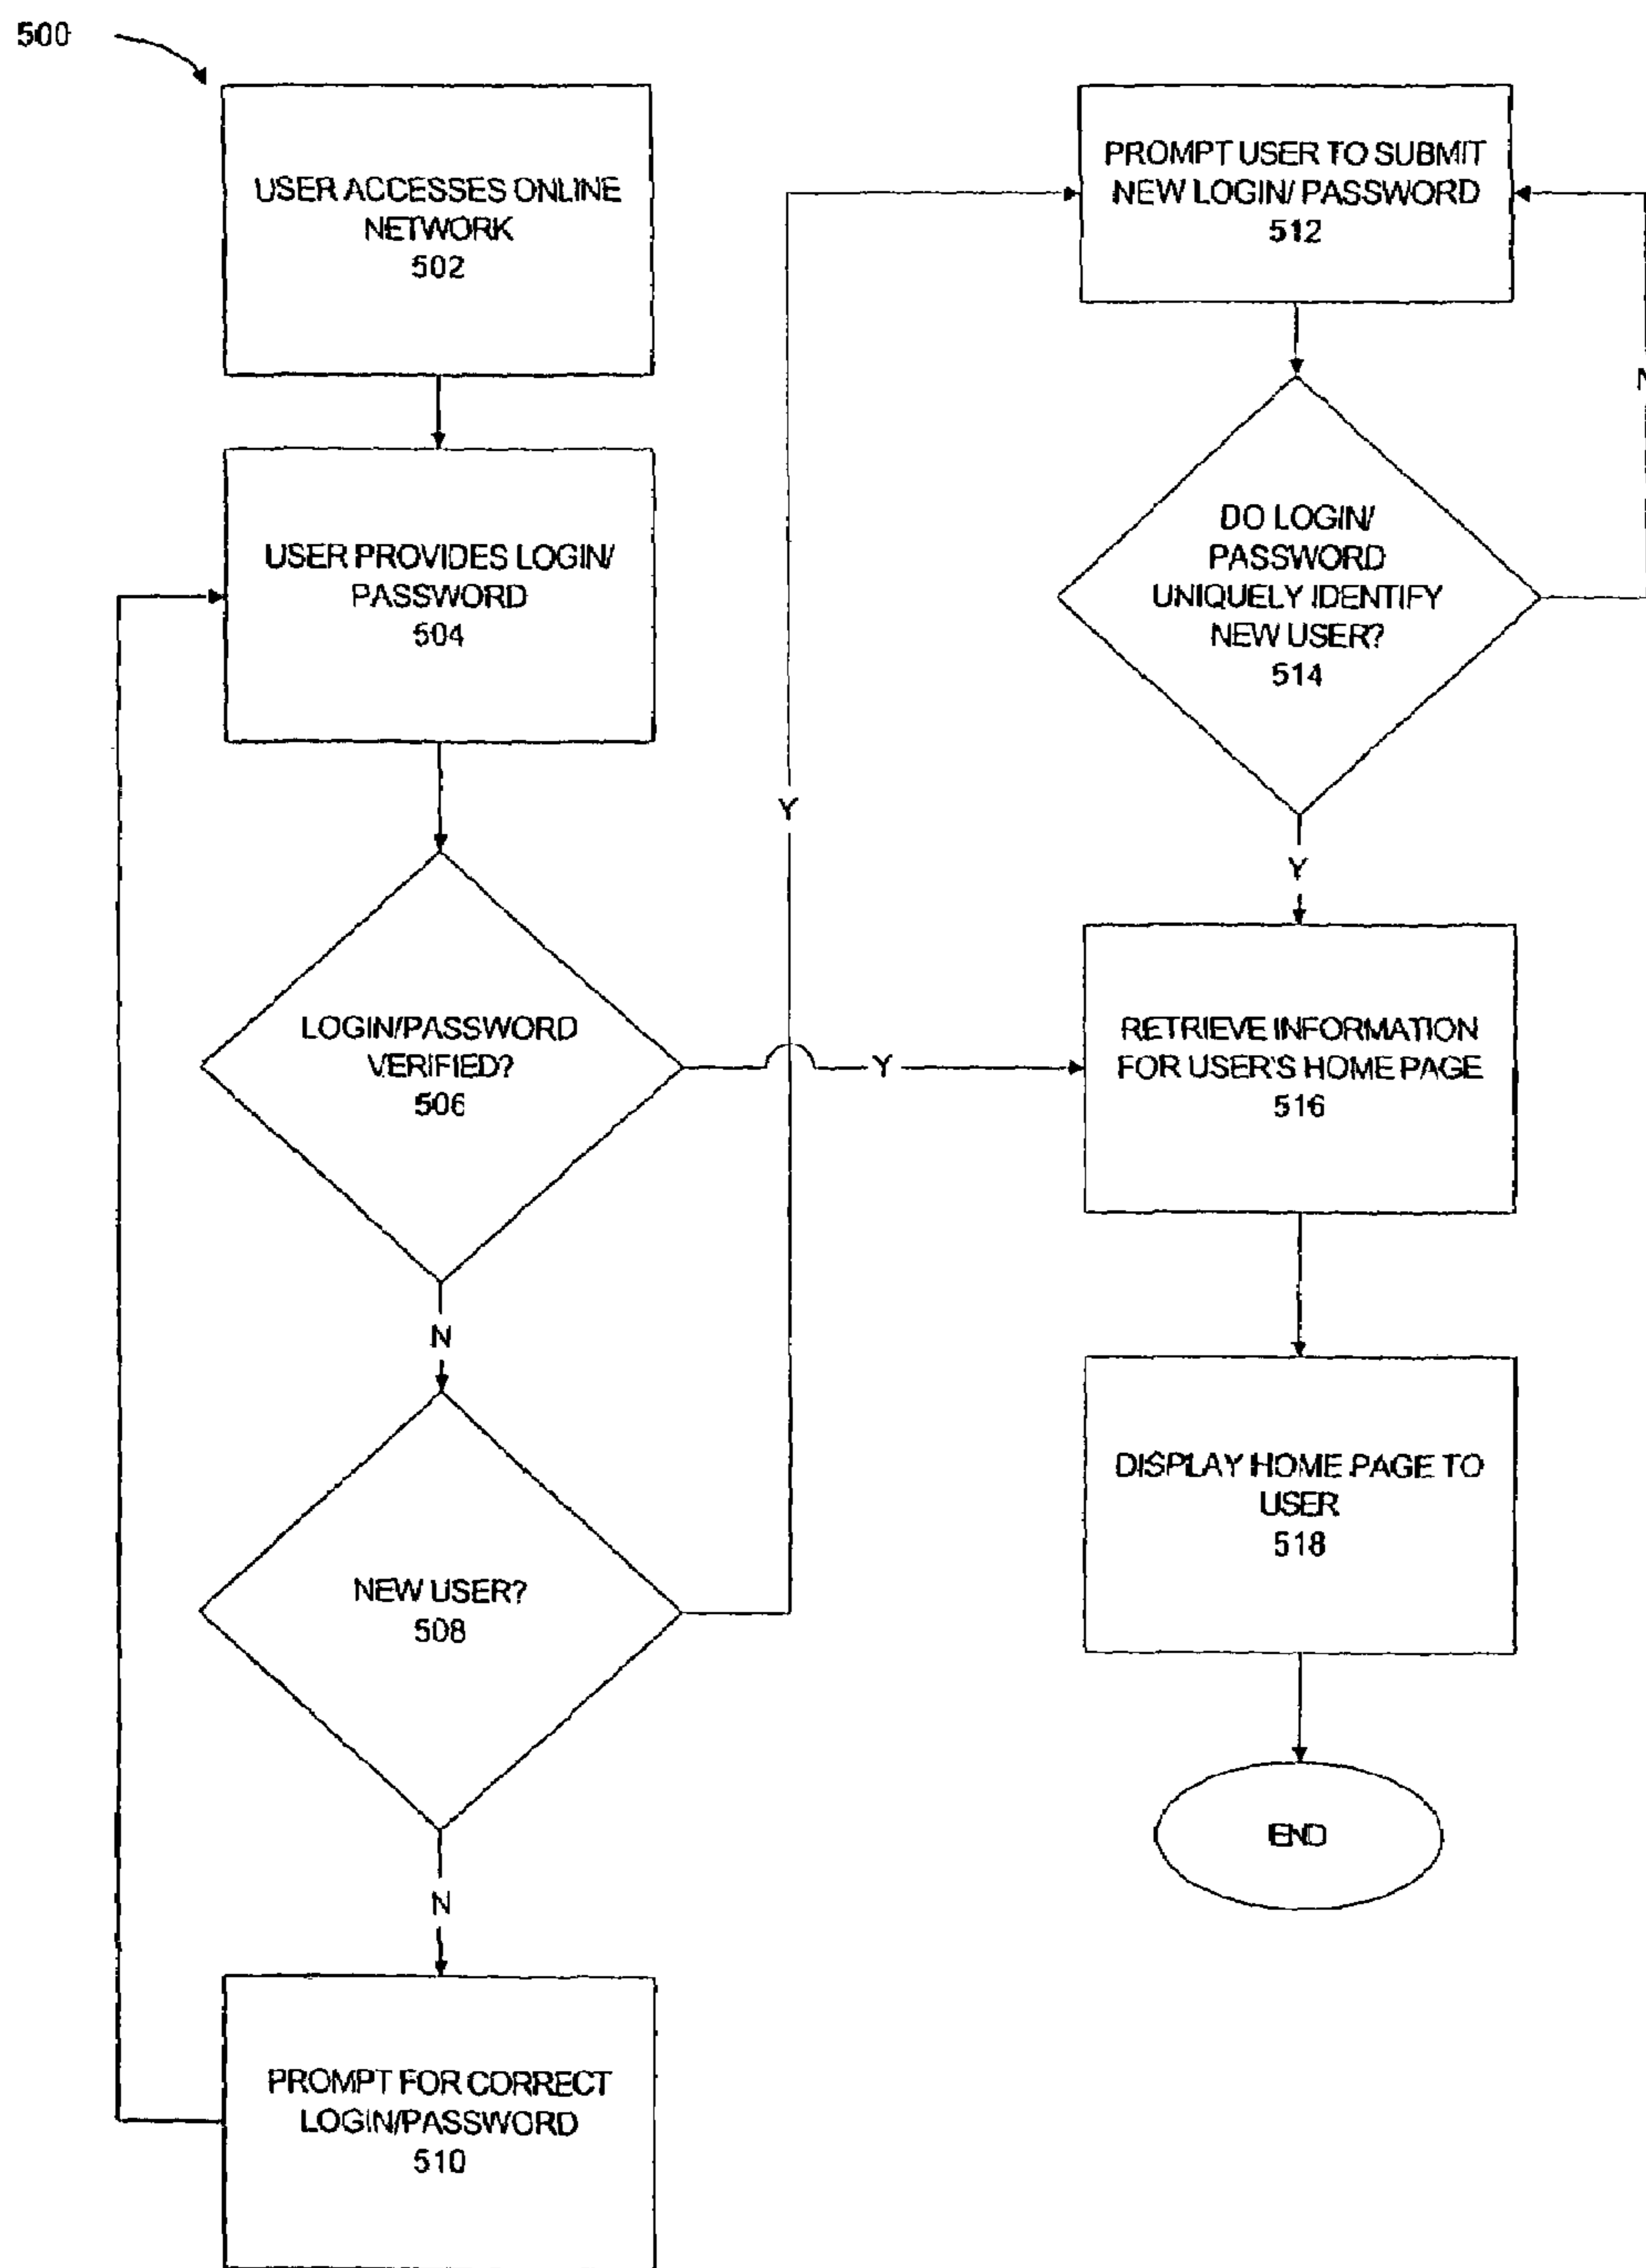 500
USER ACCESSES ONLINE
NETWORK
502
USER PROVIDES LOGIN/
PASSWORD
504
LOGIN/PASSWORD
VERIFIED?
506
Y
N
NEW USER?
508
Y
N
PROMPT FOR CORRECT
LOGIN/PASSWORD
510
PROMPT USER TO SUBMIT
NEW LOGIN/ PASSWORD
512
DO LOGIN/
PASSWORD
UNIQUELY IDENTIFY
NEW USER?
514
Y
RETRIEVE INFORMATION
FOR USER'S HOME PAGE
516
DISPLAY HOME PAGE TO
USER
518
END